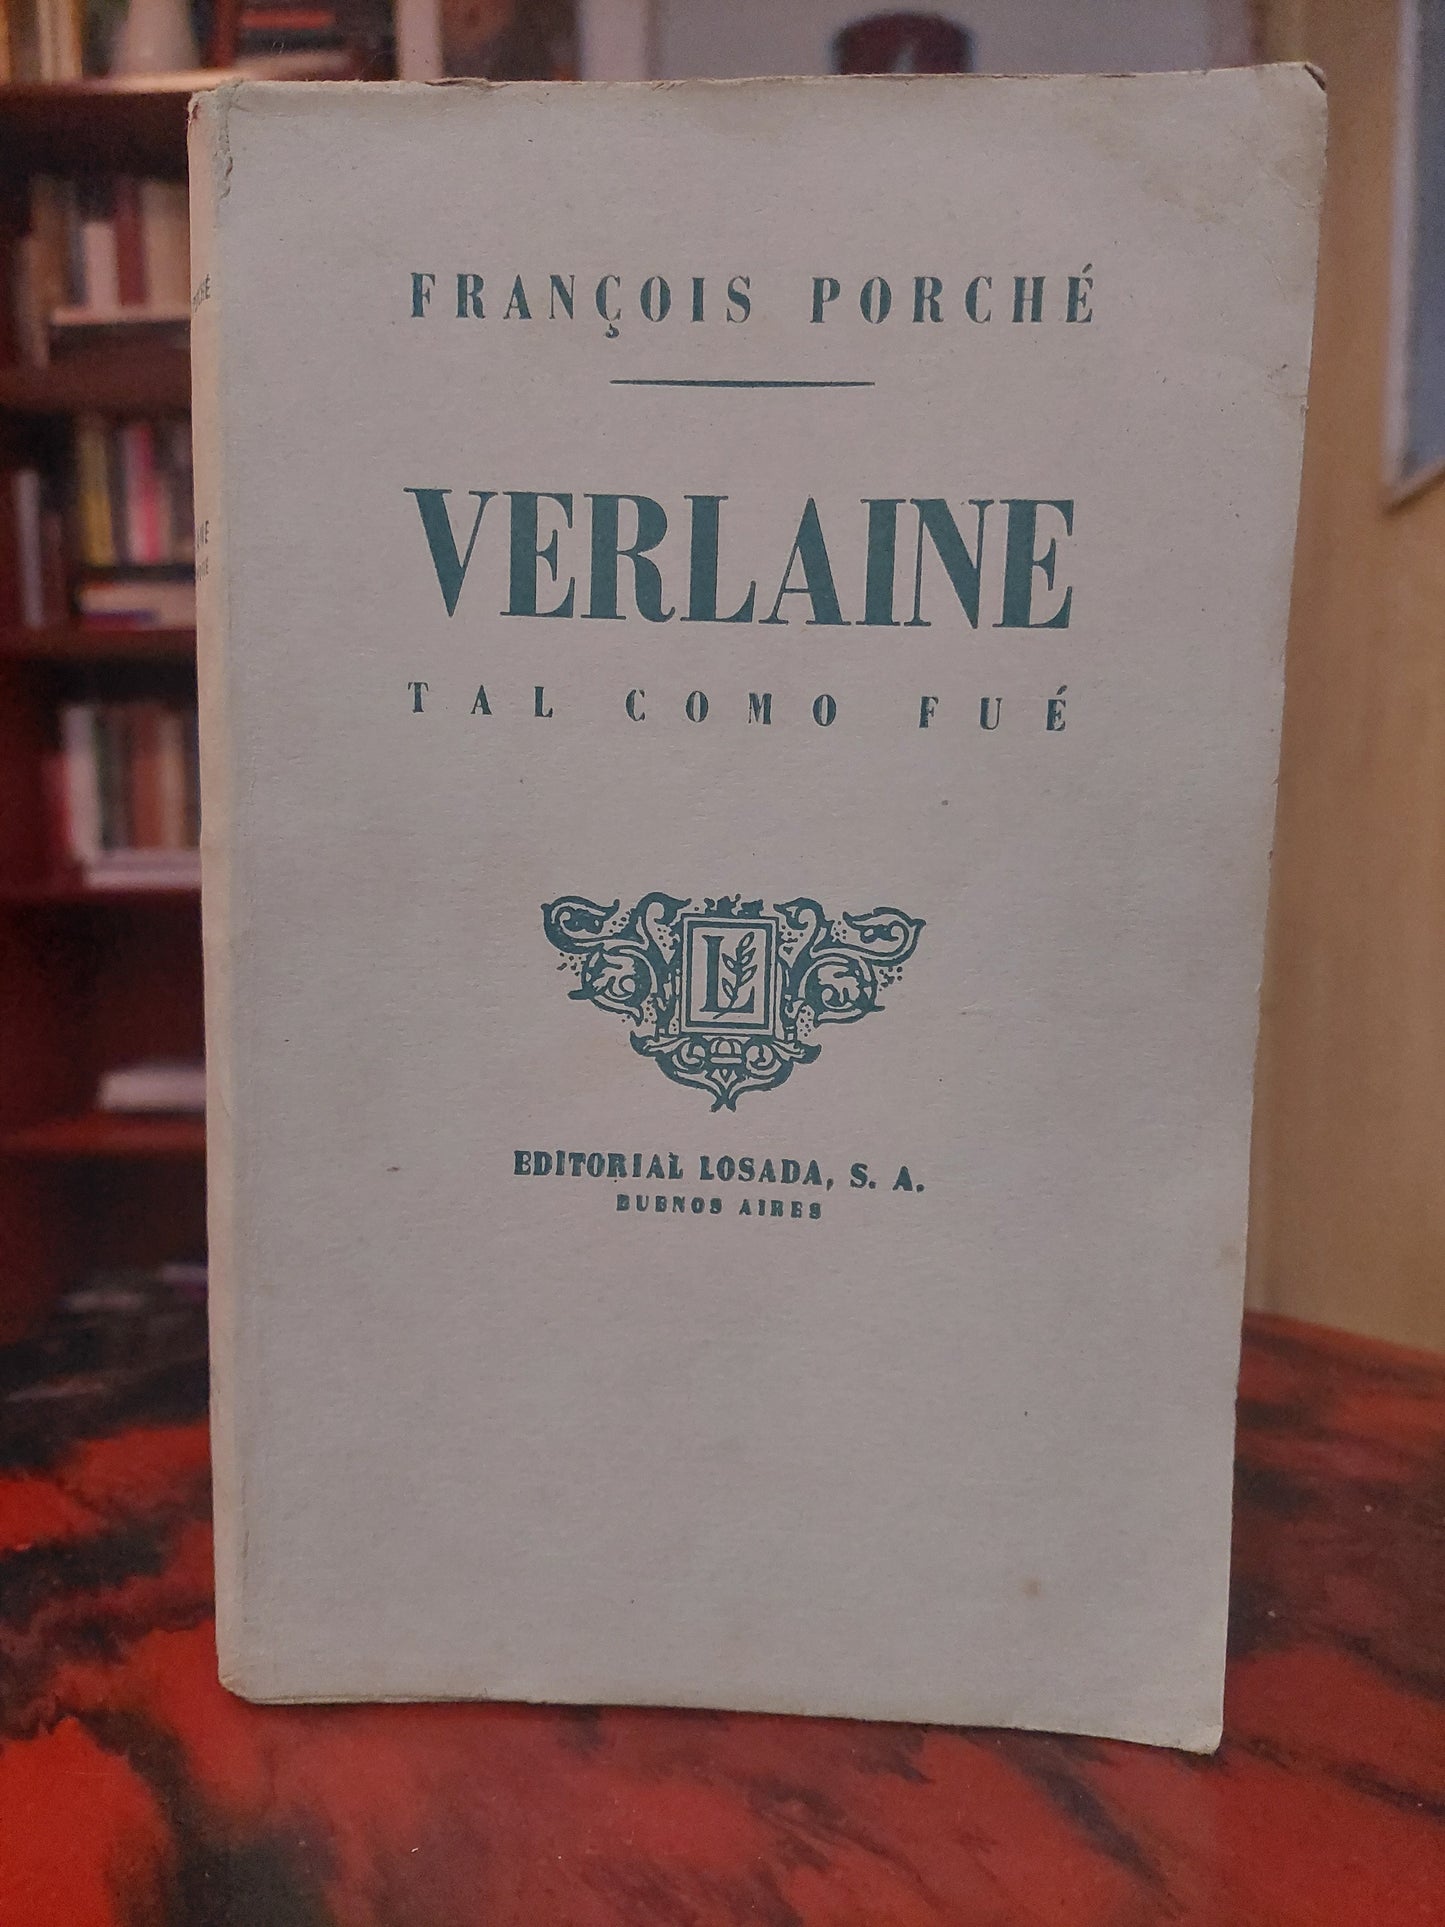 FRANÇOIS PORCHÉ
VERLAINE
TAL COMO FUÉ
L
EDITORIAL LOSADA, S. A.
BUENOS AIRES